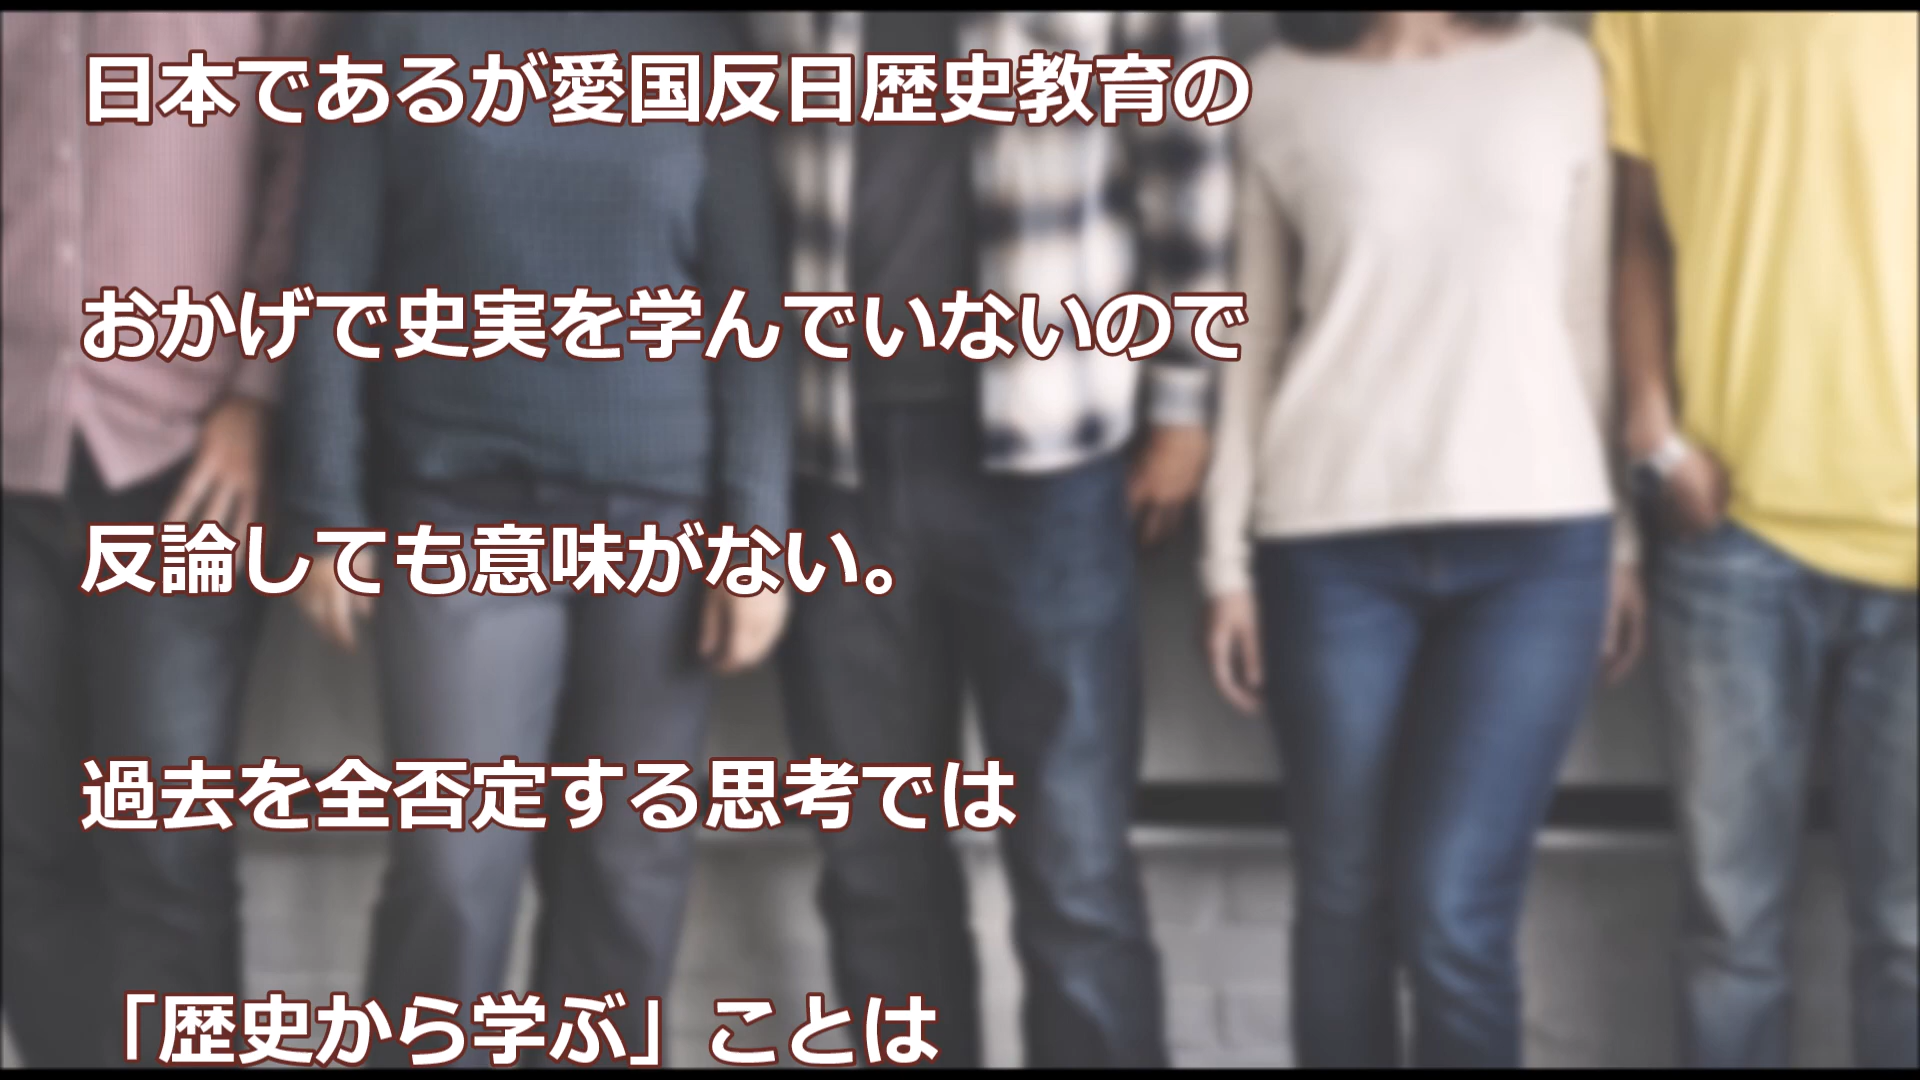 日本であるが愛国反日歴史教育の
おかげで史実を学んでいないので
反論しても意味がない。
過去を全否定する思考では
「歴史から学ぶ」ことは